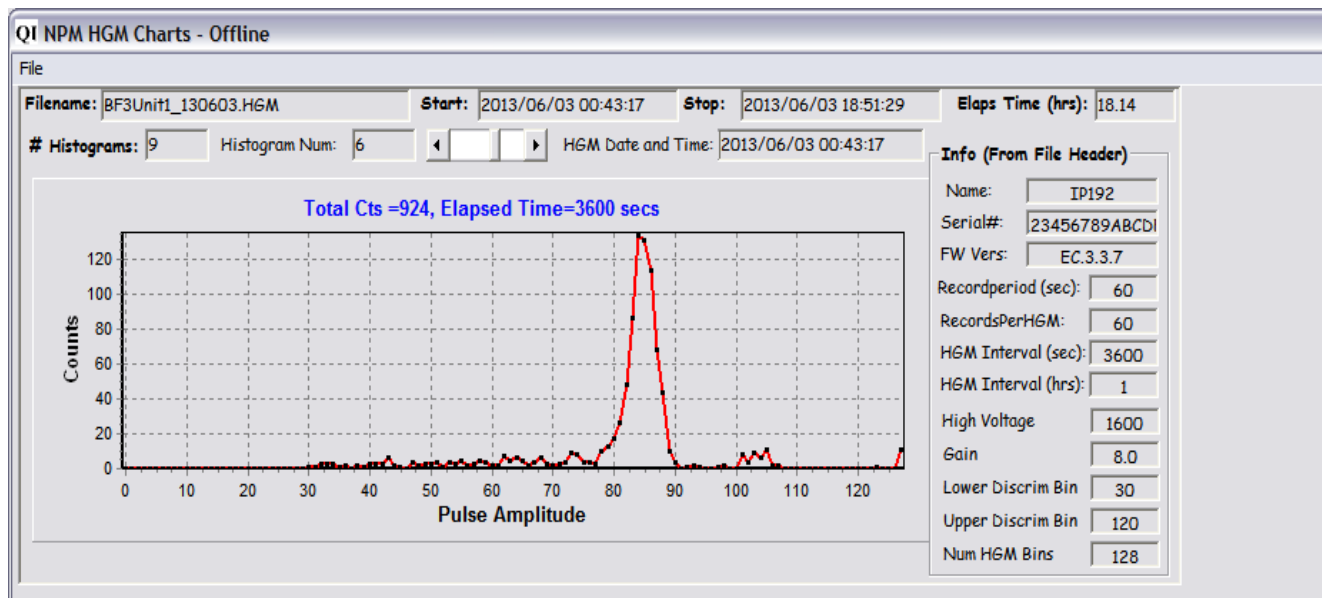 QI NPM HGM Charts - Offline
File
Filename: BF3Unit1_130603.HGM Start: 2013/06/03 00:43:17 Stop: 2013/06/03 18:51:29 Elaps Time (hrs): 18.14
# Histograms: 9 Histogram Num: 6 HGM Date and Time: 2013/06/03 00:43:17
Info (From File Header)
Name: IP192
Serial#: 23456789ABCD
FW Vers: EC.3.3.7
Recordperiod (sec): 60
RecordsPerHGM: 60
HGM Interval (sec): 3600
HGM Interval (hrs): 1
High Voltage 1600
Gain 8.0
Lower Discrim Bin 30
Upper Discrim Bin 120
Num HGM Bins 128
Total Cts =924, Elapsed Time=3600 secs
Counts
120
100
80
60
40
20
0
0 10 20 30 40 50 60 70 80 90 100 110 120
Pulse Amplitude